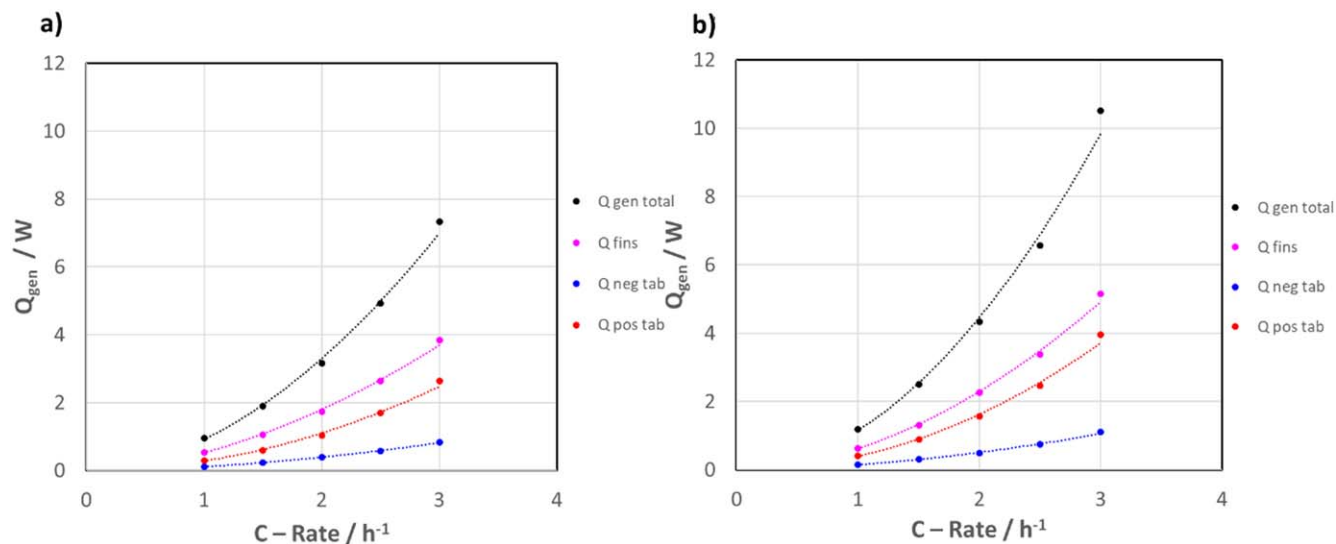 a)
12
10
8
6
4
2
0
0 1 2 3 4
Qgen / W
C – Rate / h-1
Q gen total
Q fins
Q neg tab
Q pos tab
b)
12
10
8
6
4
2
0
0 1 2 3 4
Qgen / W
C – Rate / h-1
Q gen total
Q fins
Q neg tab
Q pos tab